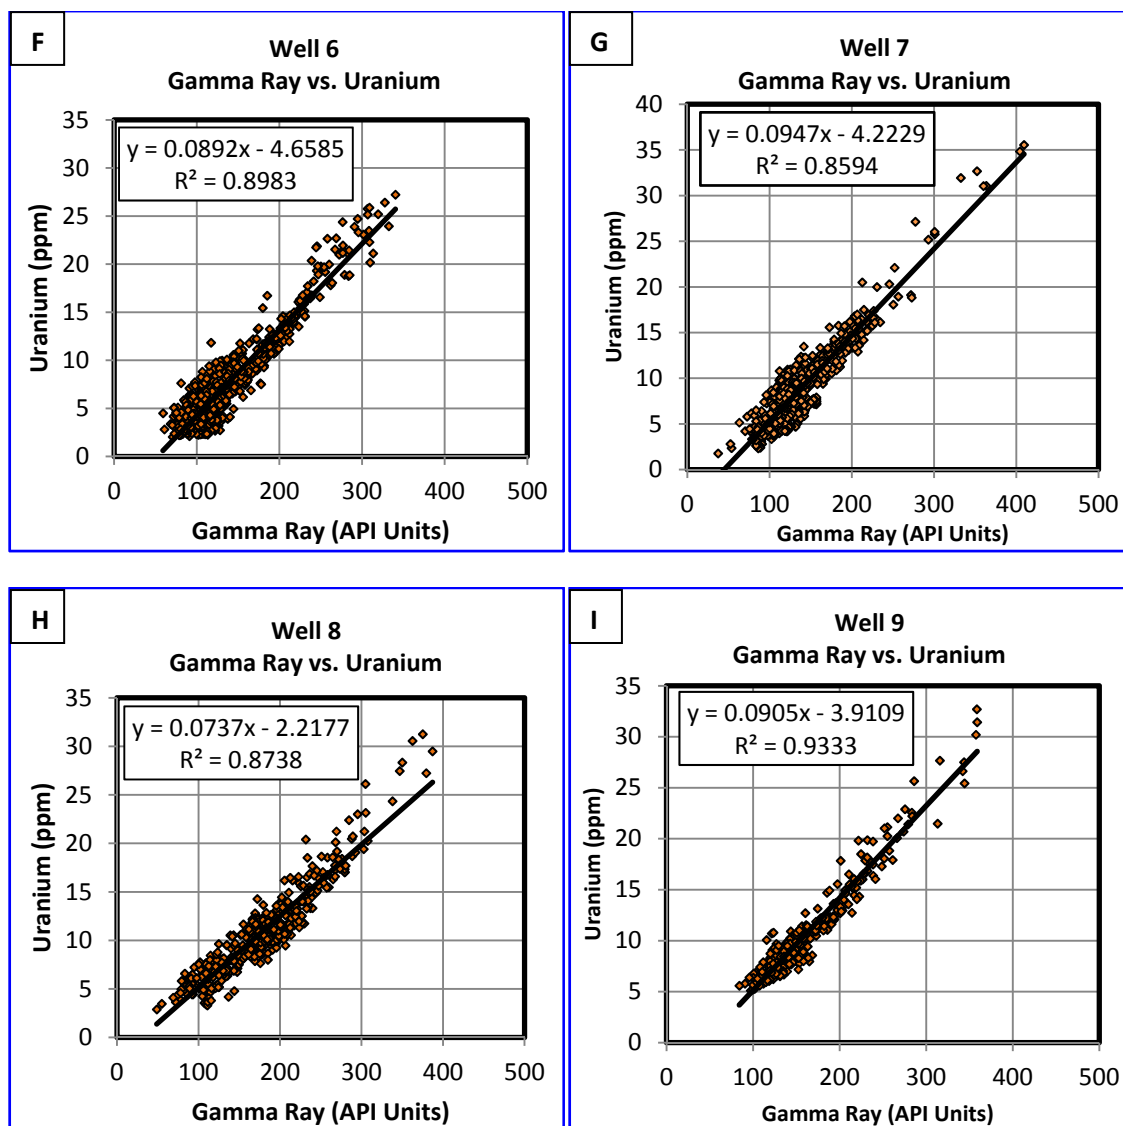 F
Well 6
Gamma Ray vs. Uranium
y = 0.0892x - 4.6585
R² = 0.8983
Uranium (ppm)
35
30
25
20
15
10
5
0
0 100 200 300 400 500
Gamma Ray (API Units)
G
Well 7
Gamma Ray vs. Uranium
y = 0.0947x - 4.2229
R² = 0.8594
Uranium (ppm)
40
35
30
25
20
15
10
5
0
0 100 200 300 400 500
Gamma Ray (API Units)
H
Well 8
Gamma Ray vs. Uranium
y = 0.0737x - 2.2177
R² = 0.8738
Uranium (ppm)
35
30
25
20
15
10
5
0
0 100 200 300 400 500
Gamma Ray (API Units)
I
Well 9
Gamma Ray vs. Uranium
y = 0.0905x - 3.9109
R² = 0.9333
Uranium (ppm)
35
30
25
20
15
10
5
0
0 100 200 300 400 500
Gamma Ray (API Units)